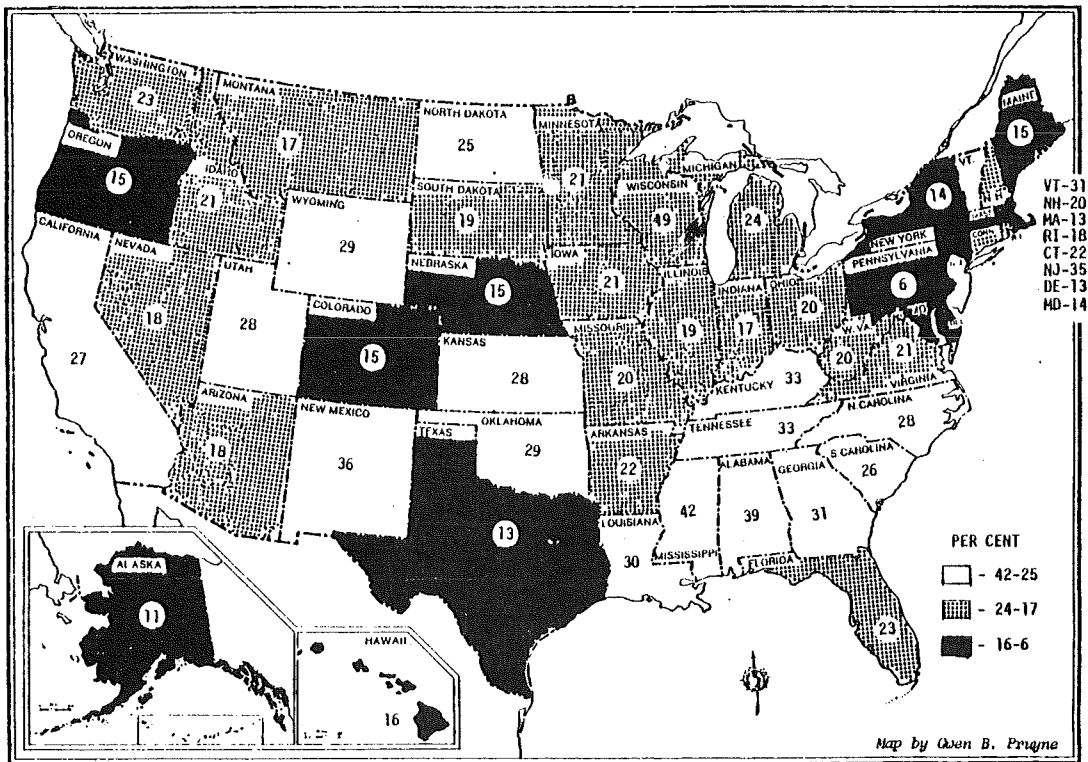 WASHINGTON
23
MONTANA
17
NORTH DAKOTA
25
MINNESOTA
21
OREGON
15
IDAHO
21
WYOMING
29
SOUTH DAKOTA
19
WISCONSIN
49
MICHIGAN
24
MAINE
15
VT.
N H
14
NEW YORK
CONN
VT-31
NH-20
MA-13
RI-18
CT-22
NJ-35
DE-13
MD-14
CALIFORNIA
27
NEVADA
18
UTAH
28
COLORADO
15
NEBRASKA
15
IOWA
21
ILLINOIS
19
INDIANA
17
OHIO
20
PENNSYLVANIA
6
KANSAS
28
MISSOURI
20
KENTUCKY 33
W. VA.
20
21
VIRGINIA
ARIZONA
18
NEW MEXICO
36
TEXAS
13
OKLAHOMA
29
ARKANSAS
22
TENNESSEE 33
N. CAROLINA
28
S. CAROLINA
26
LOUISIANA
30
42
MISSISSIPPI
ALABAMA
39
GEORGIA
31
FLORIDA
23
ALASKA
11
HAWAII
16
PER CENT
- 42-25
- 24-17
- 16-6
Map by Owen B. Pruyne